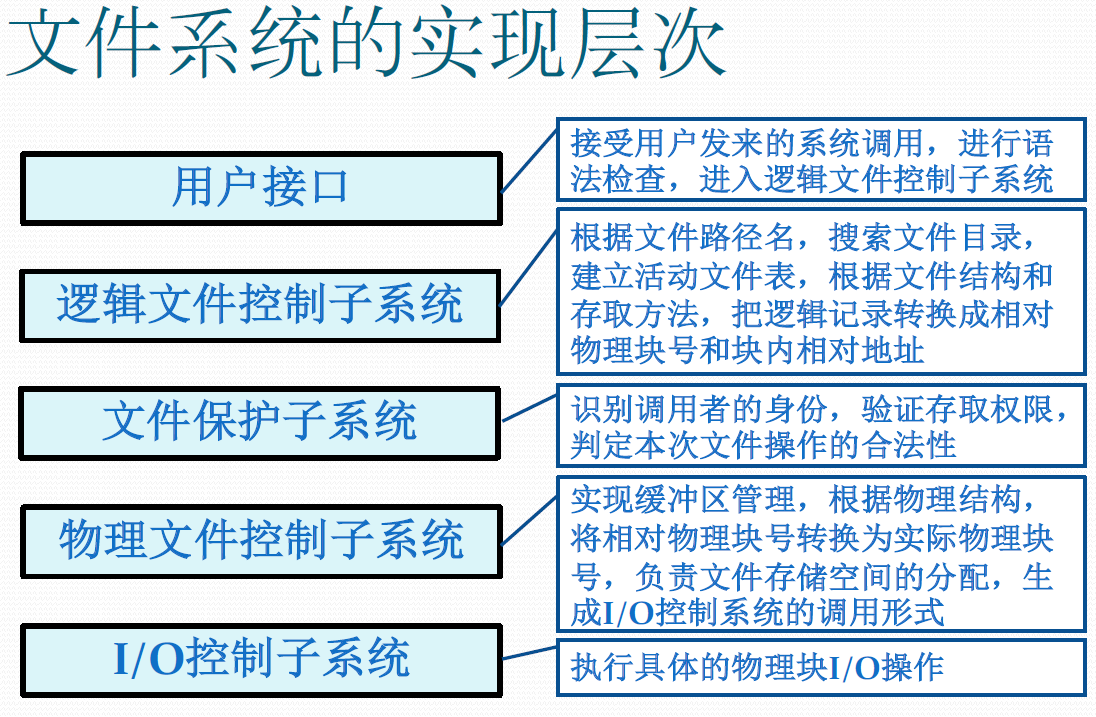 文件系统的实现层次
用户接口
接受用户发来的系统调用，进行语
法检查，进入逻辑文件控制子系统
逻辑文件控制子系统
根据文件路径名，搜索文件目录，
建立活动文件表，根据文件结构和
存取方法，把逻辑记录转换成相对
物理块号和块内相对地址
文件保护子系统
识别调用者的身份，验证存取权限，
判定本次文件操作的合法性
物理文件控制子系统
实现缓冲区管理，根据物理结构，
将相对物理块号转换为实际物理块
号，负责文件存储空间的分配，生
成I/O控制系统的调用形式
I/O控制子系统
执行具体的物理块I/O操作